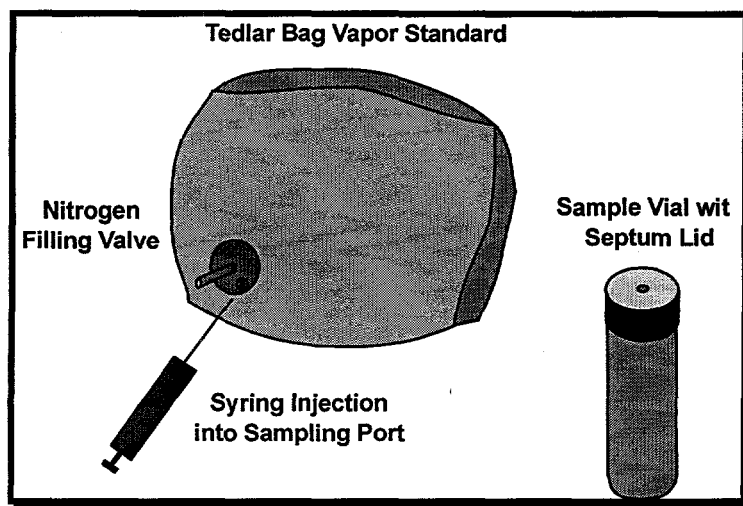 Tedlar Bag Vapor Standard
Nitrogen
Filling Valve
Sample Vial wit
Septum Lid
Syring Injection
into Sampling Port